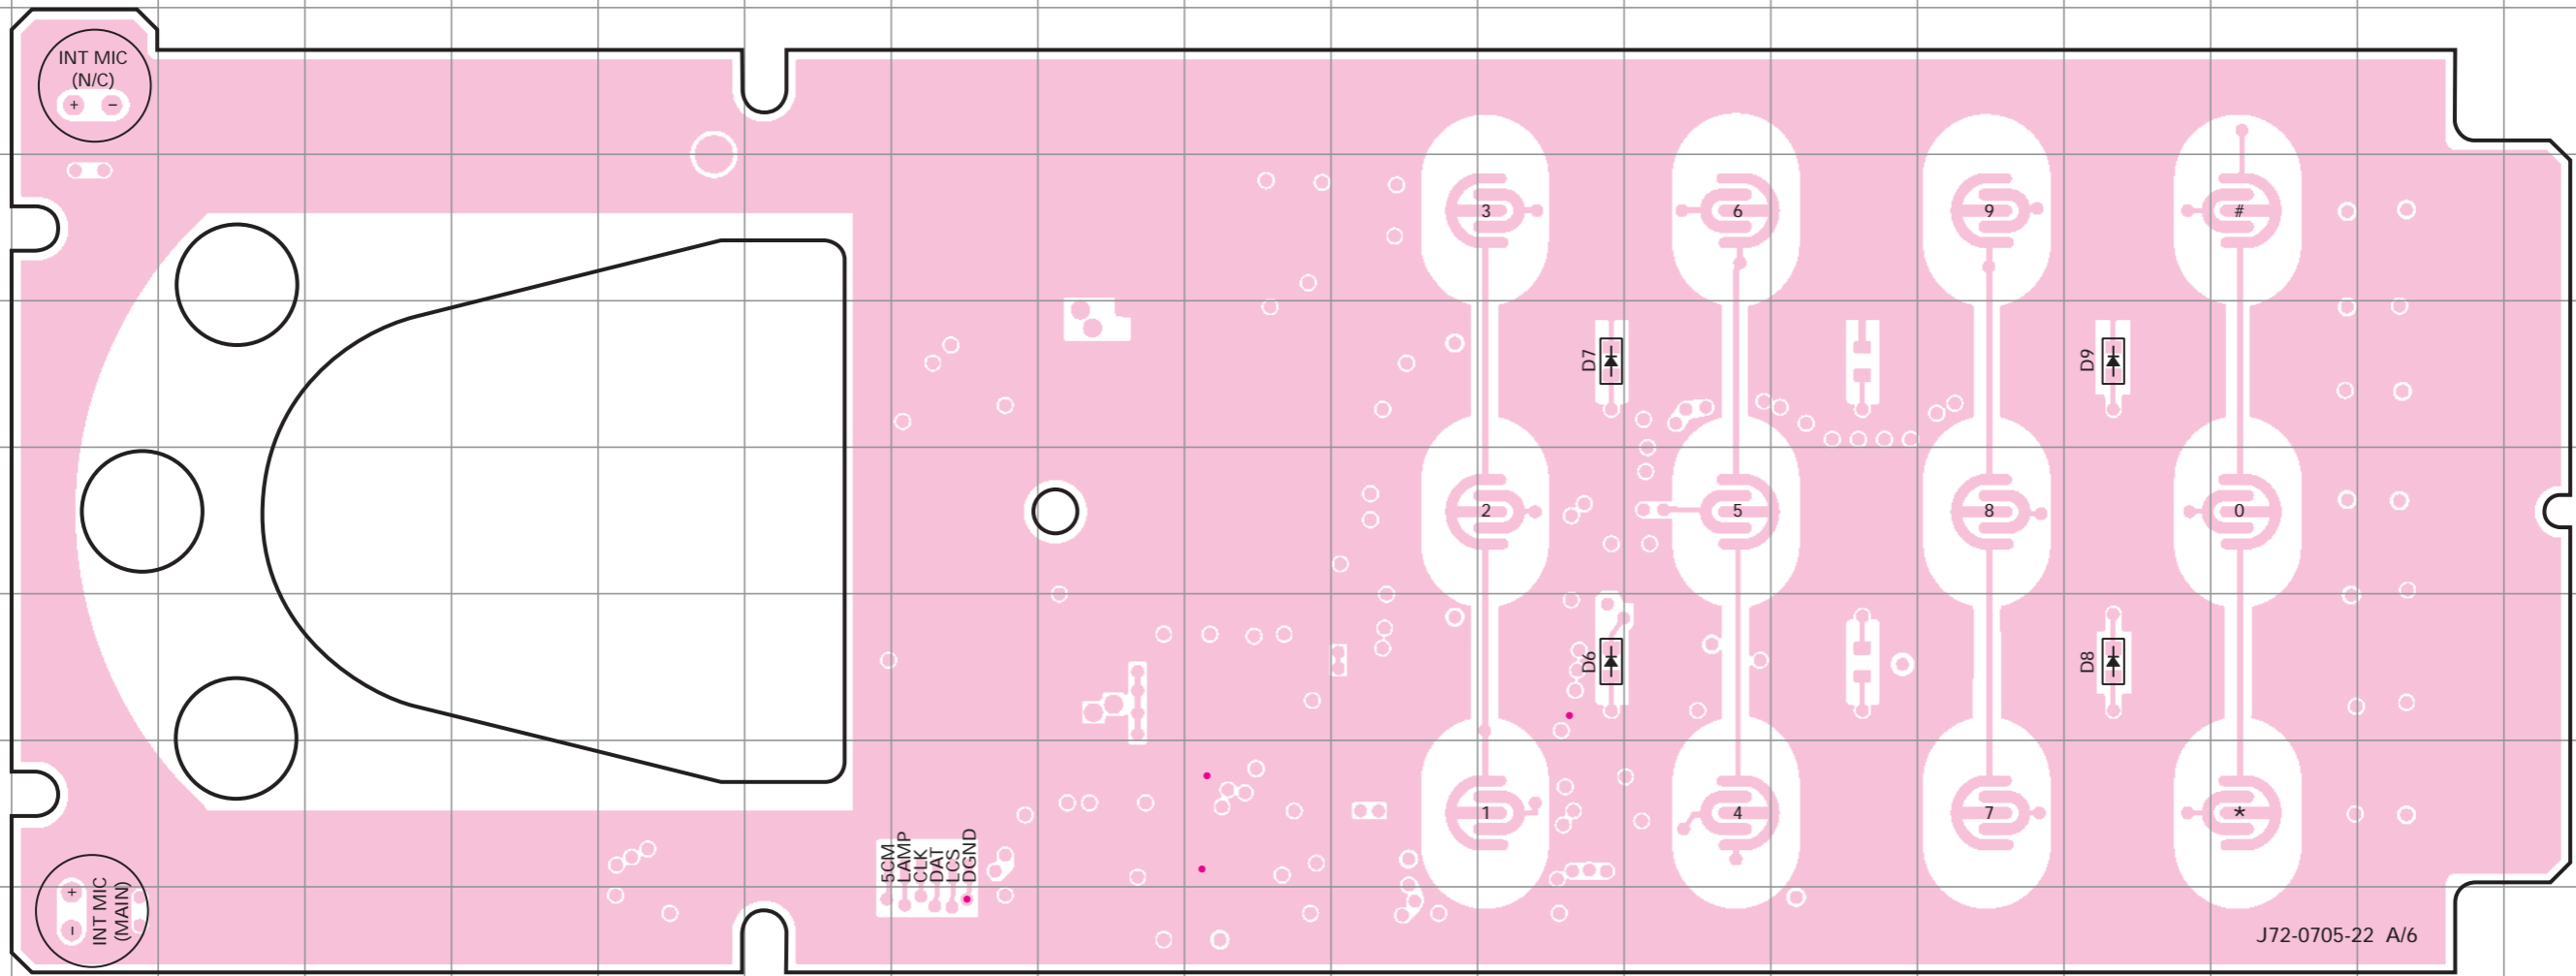 INT MIC
(N/C)
+ −
3
6
9
#
D7
D9
2
5
8
0
D6
D8
1
4
7
*
5CM
LAMP
CLK
DAT
LCS
DGND
+
−
INT MIC
(MAIN)
J72-0705-22 A/6